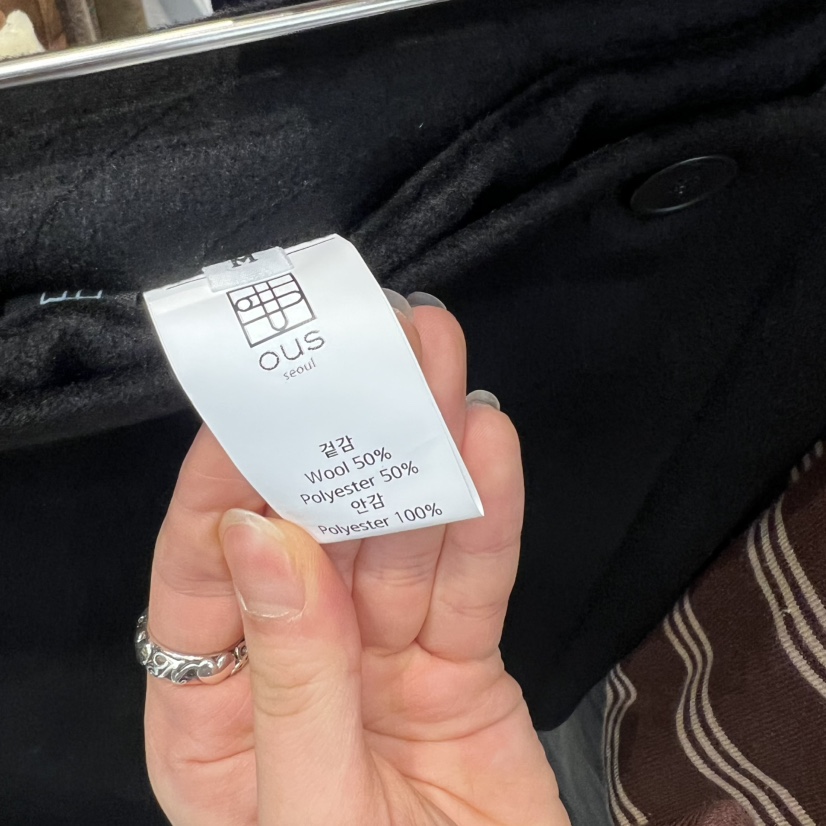 M
ous
seoul
겉감
Wool 50%
Polyester 50%
안감
Polyester 100%